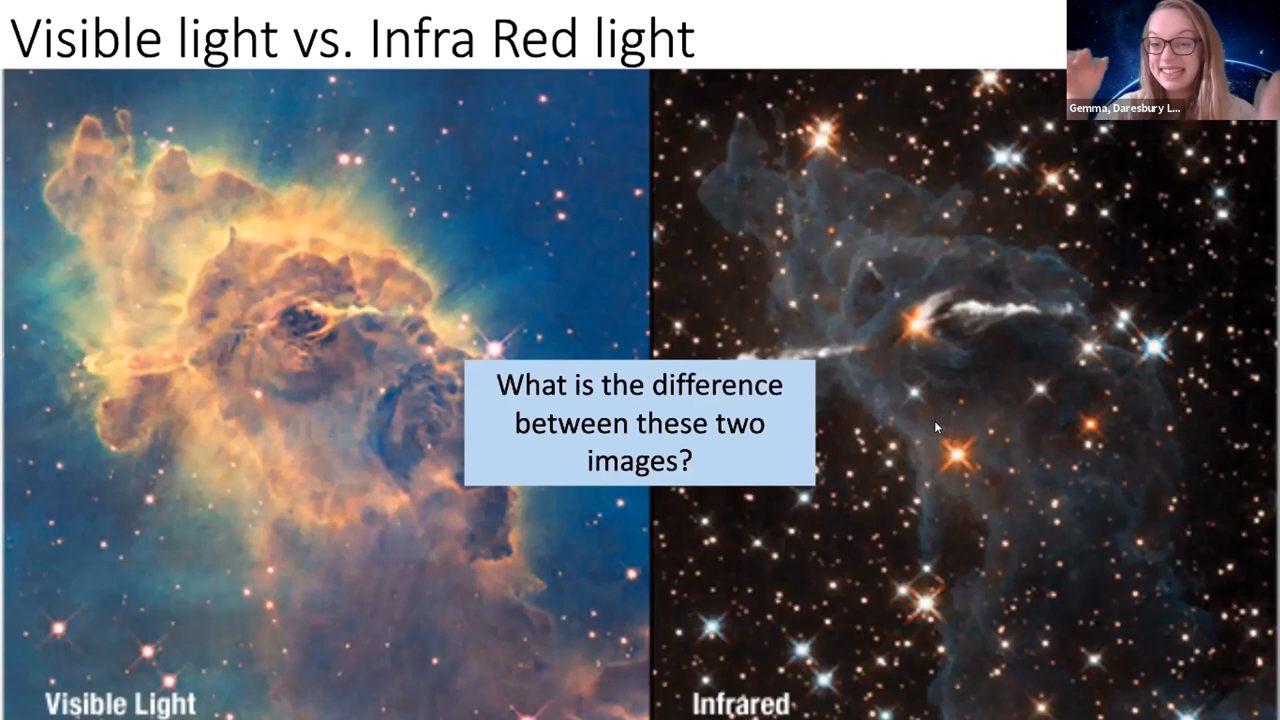 Visible light vs. Infra Red light
Gemma, Daresbury L...
What is the difference
between these two
images?
Visible Light
Infrared